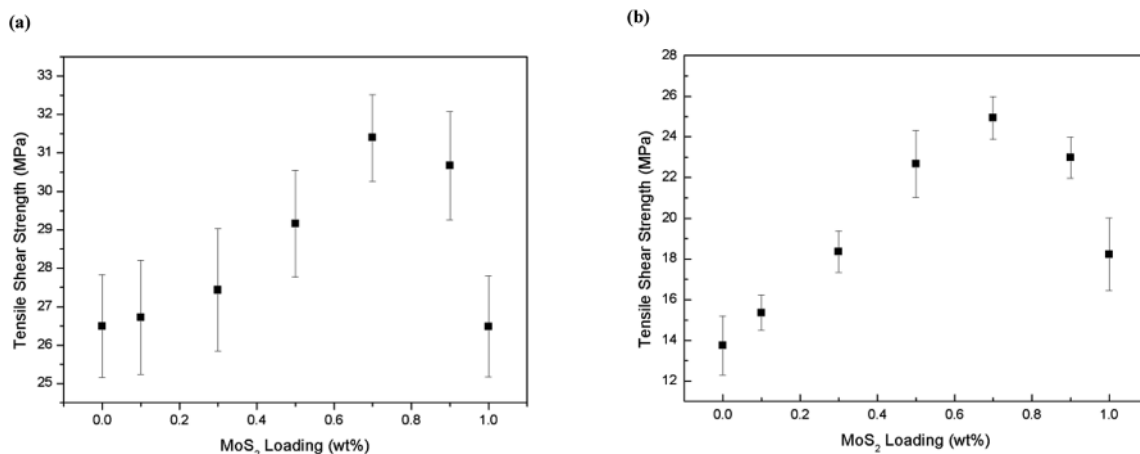 (a)
33
32
31
30
29
28
27
26
25
Tensile Shear Strength (MPa)
0.0 0.2 0.4 0.6 0.8 1.0
MoS2 Loading (wt%)
(b)
28
26
24
22
20
18
16
14
12
Tensile Shear Strength (MPa)
0.0 0.2 0.4 0.6 0.8 1.0
MoS2 Loading (wt%)